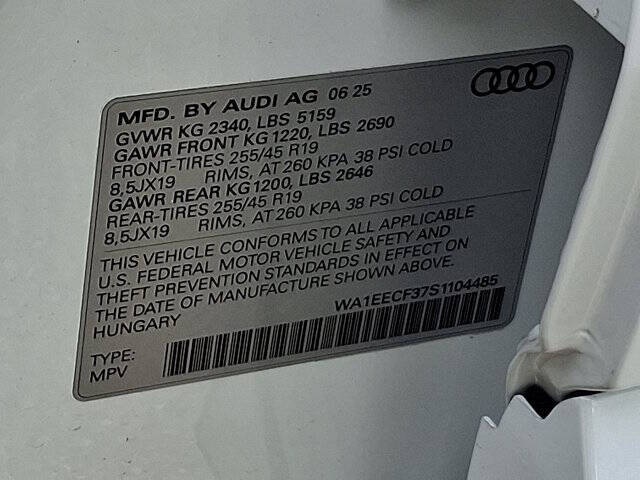 MFD. BY AUDI AG 06 25
GVWR KG 2340, LBS 5159
GAWR FRONT KG 1220, LBS 2690
FRONT-TIRES 255/45 R19
8,5JX19 RIMS, AT 260 KPA 38 PSI COLD
GAWR REAR KG 1200, LBS 2646
REAR-TIRES 255/45 R19
8,5JX19 RIMS, AT 260 KPA 38 PSI COLD
THIS VEHICLE CONFORMS TO ALL APPLICABLE
U.S. FEDERAL MOTOR VEHICLE SAFETY AND
THEFT PREVENTION STANDARDS IN EFFECT ON
THE DATE OF MANUFACTURE SHOWN ABOVE.
HUNGARY
WA1EECF37S1104485
TYPE:
MPV